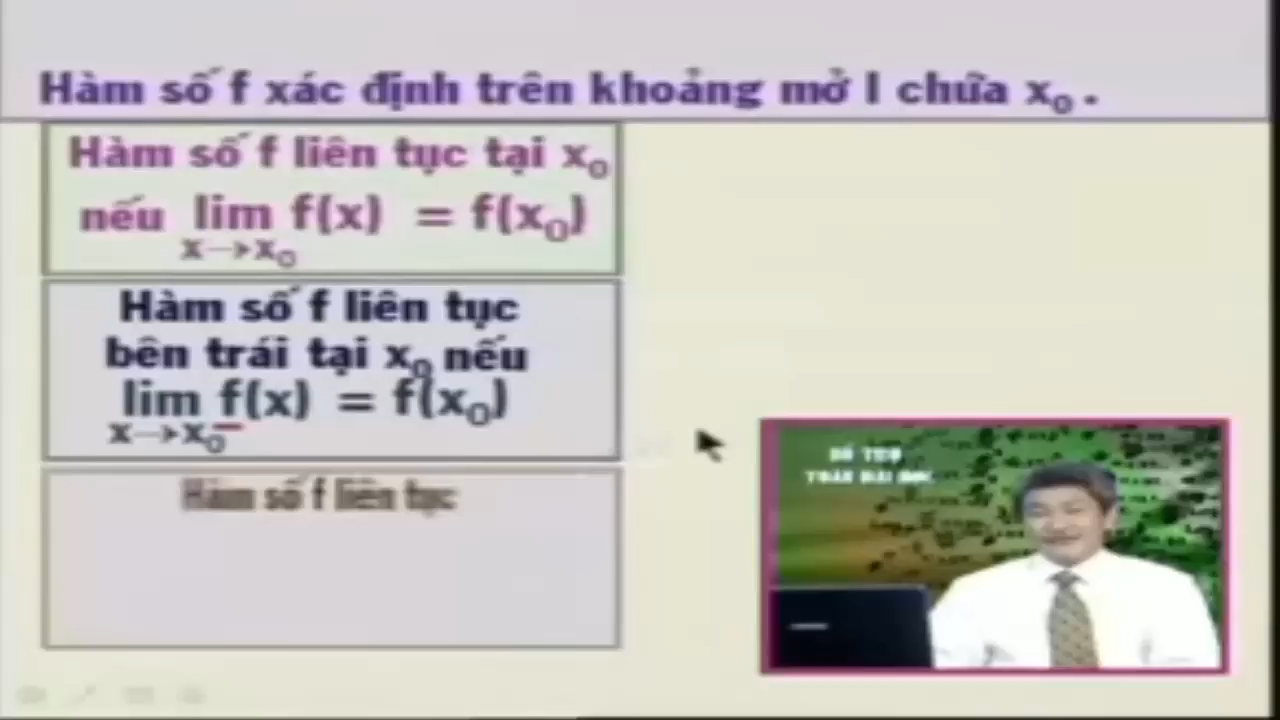 Hàm số f xác định trên khoảng mở I chứa x₀ .
Hàm số f liên tục tại x₀
nếu lim f(x) = f(x₀)
x→x₀
Hàm số f liên tục
bên trái tại x₀ nếu
lim f(x) = f(x₀)
x→x₀⁻
Hàm số f liên tục